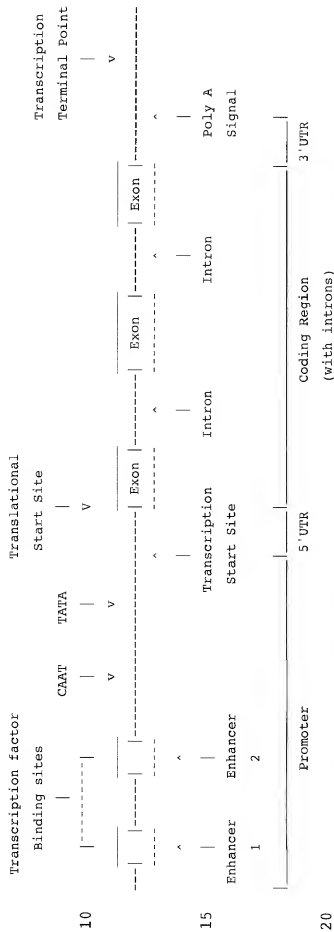 Transcription factor
Binding sites
CAAT
TATA
Translational
Start Site
Transcription
Terminal Point
10
Exon
Exon
Exon
15
Enhancer
1
Enhancer
2
Transcription
Start Site
Intron
Intron
Poly A
Signal
Promoter
5'UTR
Coding Region
(with introns)
3'UTR
20